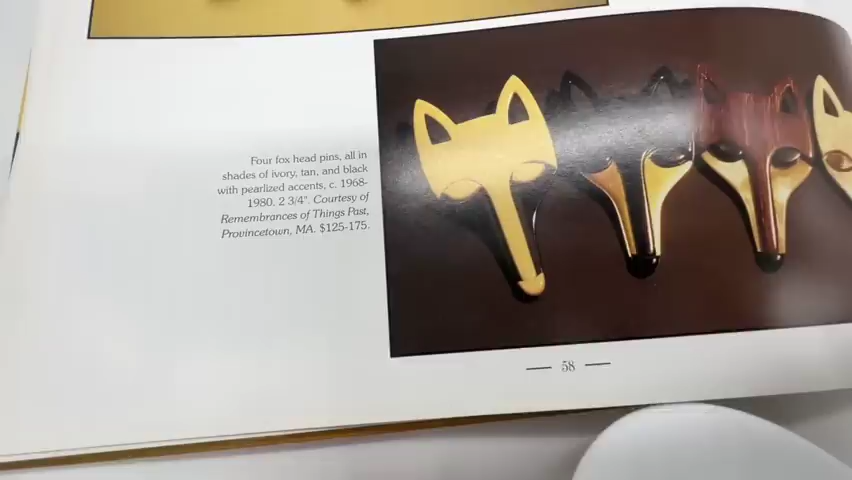 Four fox head pins, all in
shades of ivory, tan, and black
with pearlized accents, c. 1968-
1980. 2 3/4". Courtesy of
Remembrances of Things Past,
Provincetown, MA. $125-175.
— 58 —